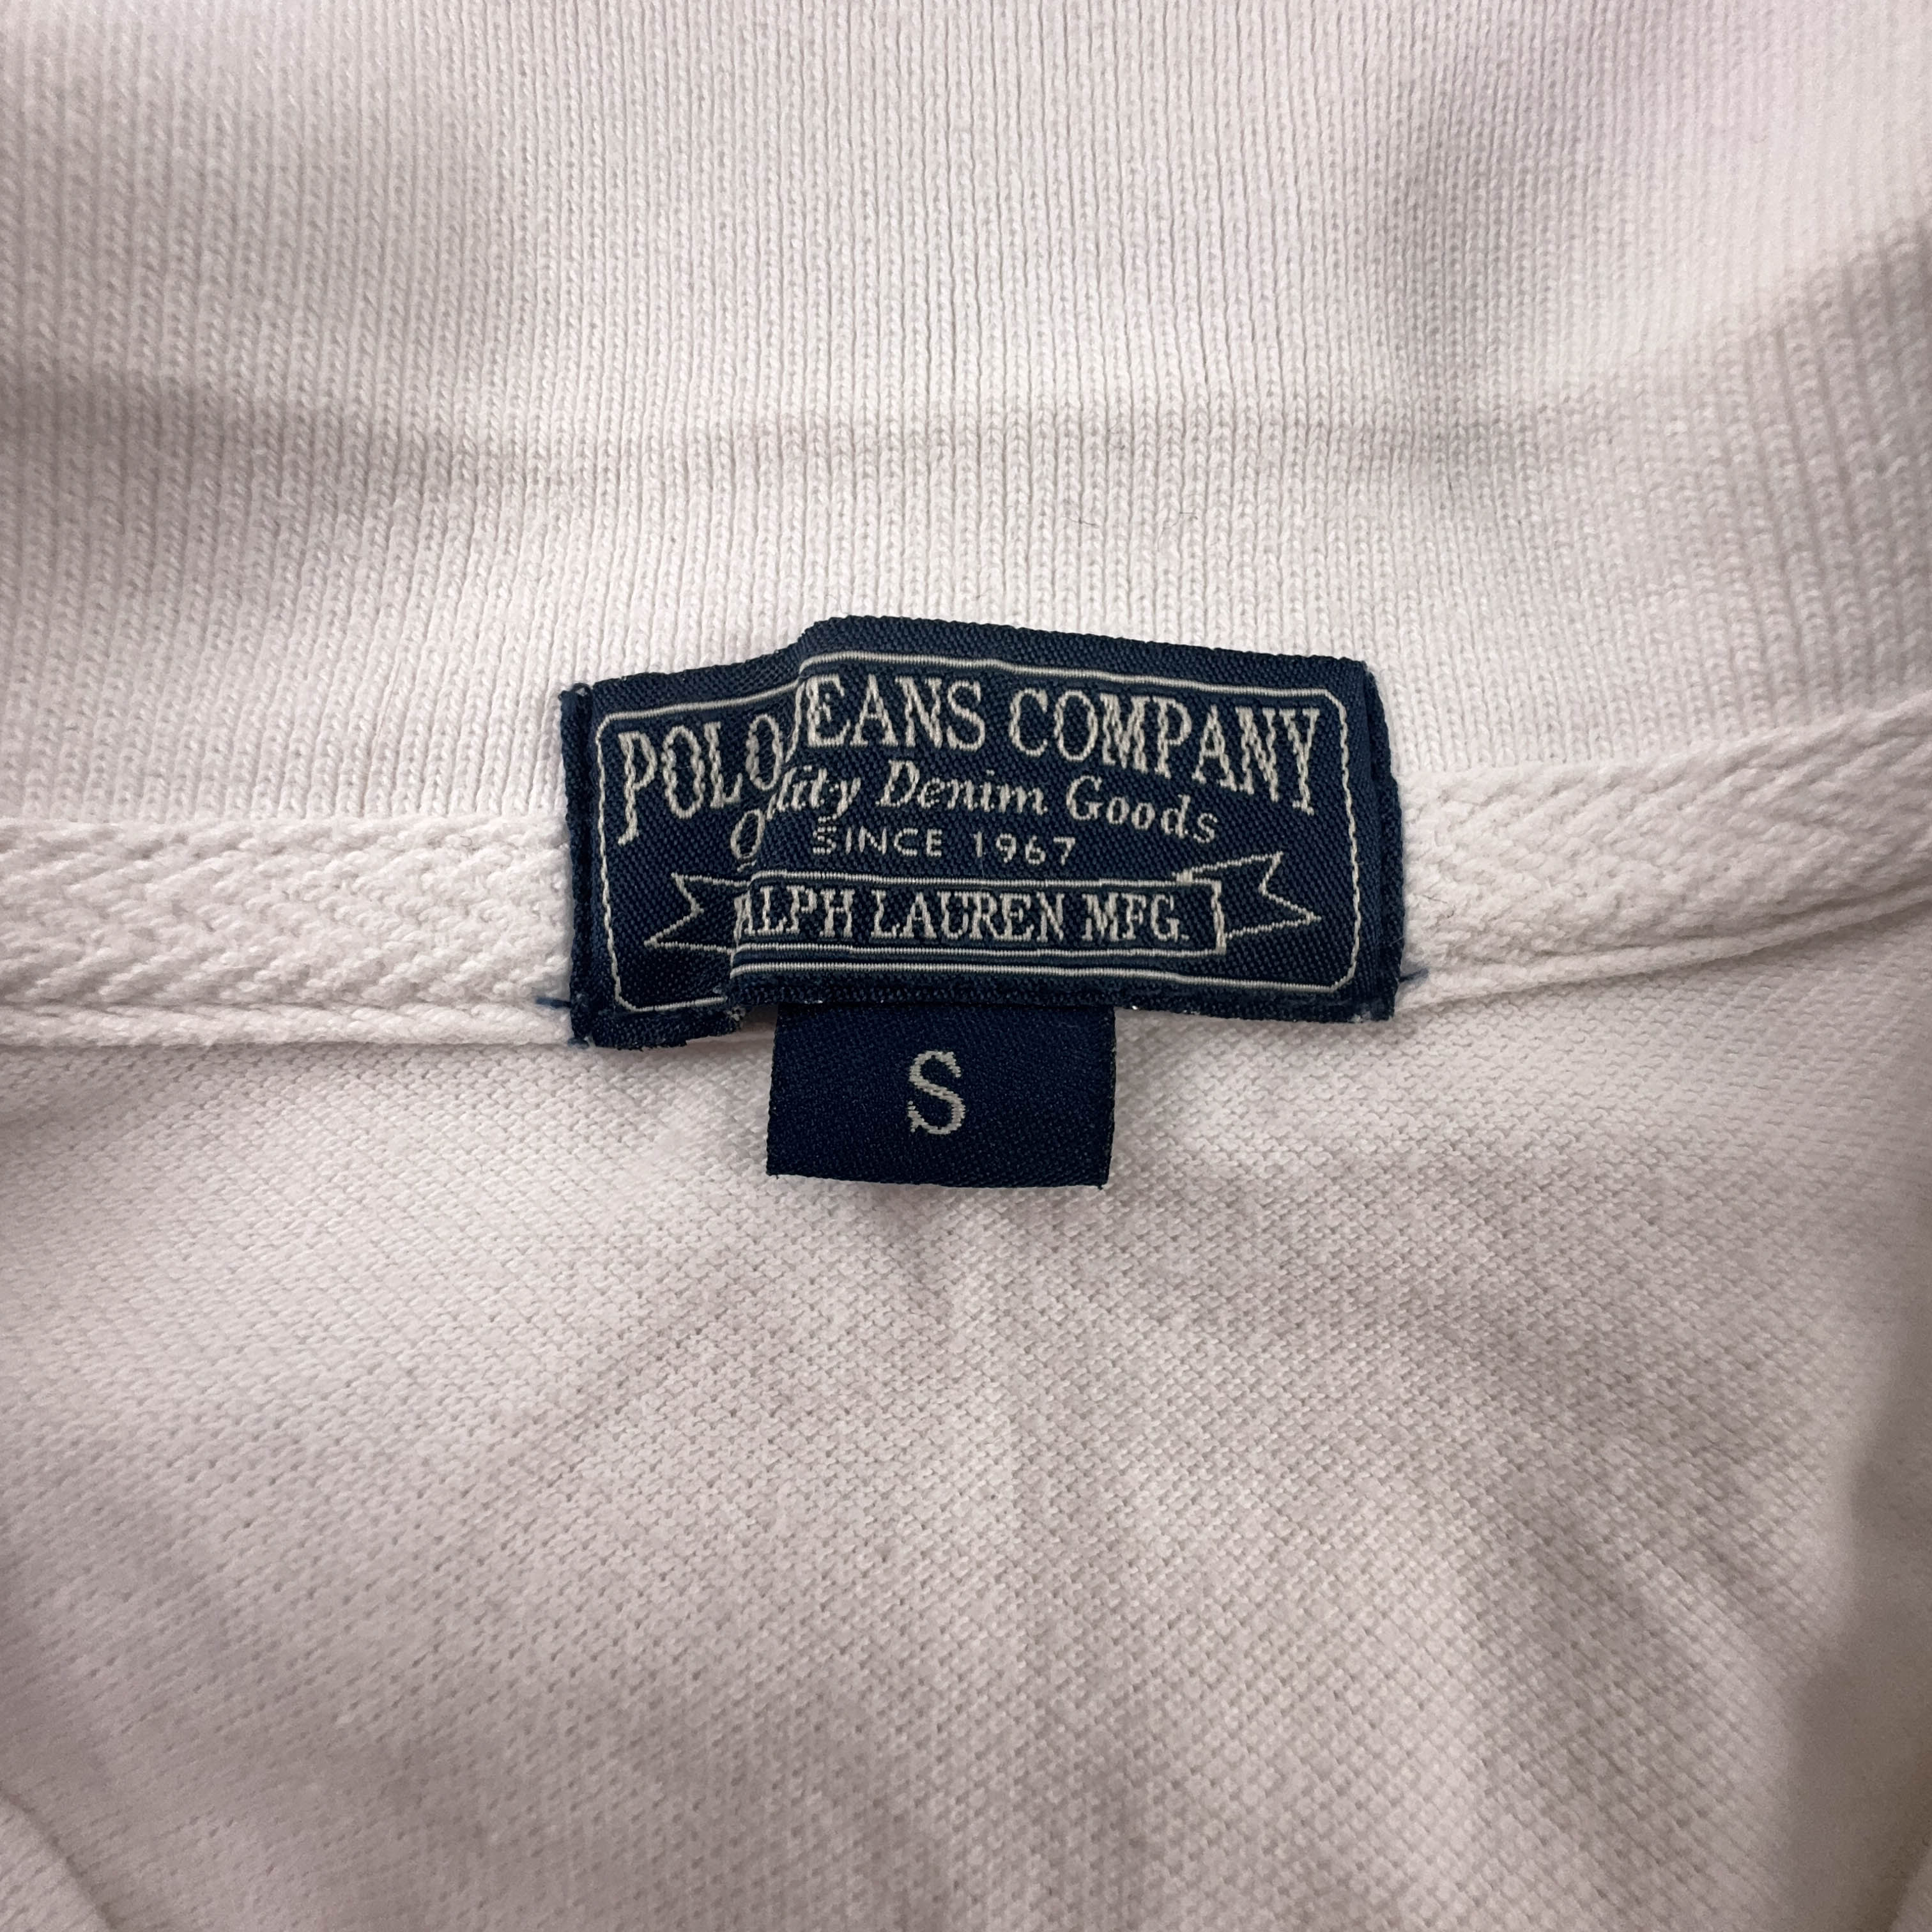 POLO JEANS COMPANY
Quality Denim Goods
SINCE 1967
RALPH LAUREN MFG.
S